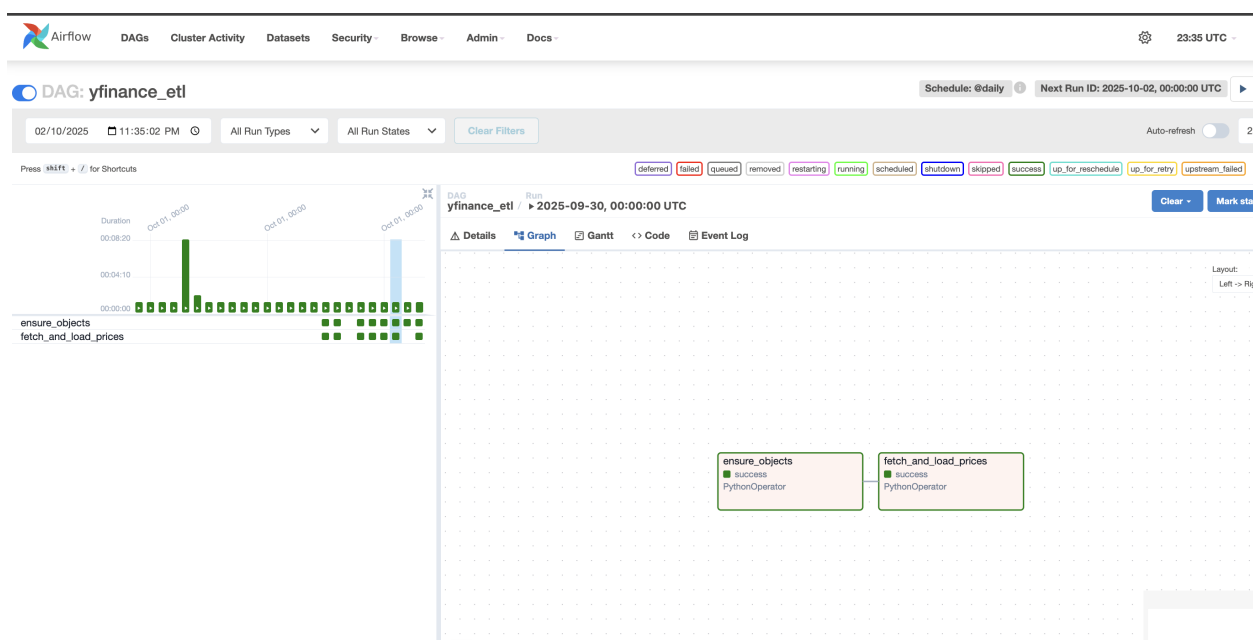 Airflow DAGs Cluster Activity Datasets Security Browse Admin Docs 23:35 UTC
DAG: yfinance_etl Schedule: @daily Next Run ID: 2025-10-02, 00:00:00 UTC
02/10/2025 11:35:02 PM All Run Types All Run States Clear Filters Auto-refresh 2
Press shift + / for Shortcuts deferred failed queued removed restarting running scheduled shutdown skipped success up_for_reschedule up_for_retry upstream_failed
DAG Run
yfinance_etl / 2025-09-30, 00:00:00 UTC Clear Mark sta
Details Graph Gantt Code Event Log
Duration Oct 01, 00:00 Oct 01, 00:00 Oct 01, 00:00
00:08:20
00:04:10
00:00:00
ensure_objects
fetch_and_load_prices
Layout:
Left -> Rig
ensure_objects
success
PythonOperator
fetch_and_load_prices
success
PythonOperator